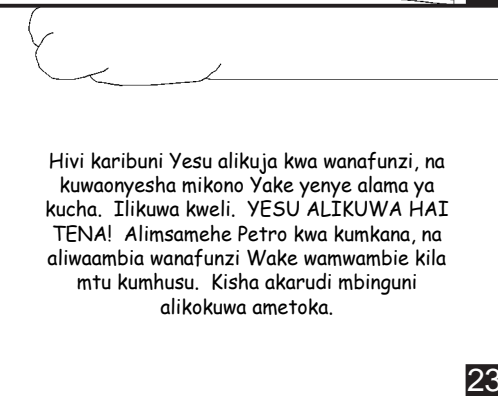 Hivi karibuni Yesu alikuja kwa wanafunzi, na
kuwaonyesha mikono Yake yenye alama ya
kucha. Ilikuwa kweli. YESU ALIKUWA HAI
TENA! Alimsamehe Petro kwa kumkana, na
aliwaambia wanafunzi Wake wamwambie kila
mtu kumhusu. Kisha akarudi mbinguni
alikokuwa ametoka.
23